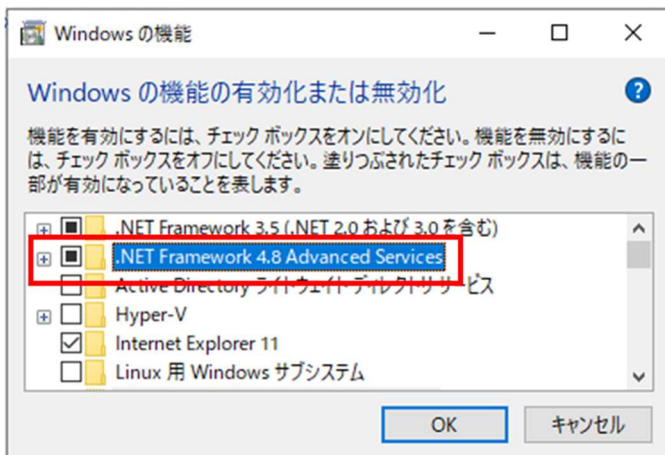 Windows の機能
Windows の機能の有効化または無効化
機能を有効にするには、チェック ボックスをオンにしてください。機能を無効にするに
は、チェック ボックスをオフにしてください。塗りつぶされたチェック ボックスは、機能の一
部が有効になっていることを表します。
.NET Framework 3.5 (.NET 2.0 および 3.0 を含む)
.NET Framework 4.8 Advanced Services
Active Directory ライトウェイト ディレクトリ サービス
Hyper-V
Internet Explorer 11
Linux 用 Windows サブシステム
OK
キャンセル